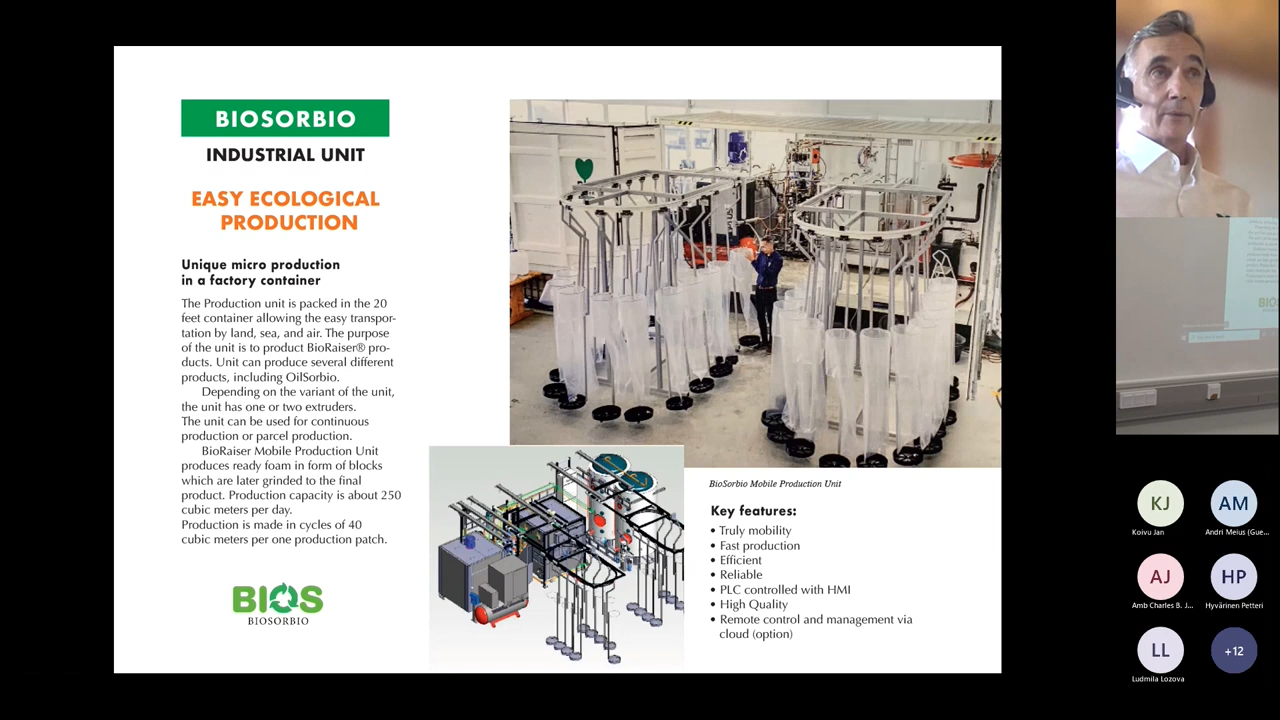 BIOSORBIO
INDUSTRIAL UNIT
EASY ECOLOGICAL
PRODUCTION
Unique micro production
in a factory container
The Production unit is packed in the 20
feet container allowing the easy transpor-
tation by land, sea, and air. The purpose
of the unit is to product BioRaiser® pro-
ducts. Unit can produce several different
products, including OilSorbio.
Depending on the variant of the unit,
the unit has one or two extruders.
The unit can be used for continuous
production or parcel production.
BioRaiser Mobile Production Unit
produces ready foam in form of blocks
which are later grinded to the final
product. Production capacity is about 250
cubic meters per day.
Production is made in cycles of 40
cubic meters per one production patch.
BIOS
BIOSORBIO
BioSorbio Mobile Production Unit
Key features:
• Truly mobility
• Fast production
• Efficient
• Reliable
• PLC controlled with HMI
• High Quality
• Remote control and management via
cloud (option)
BIOS
KJ
Koivu Jan
AM
Andri Meius (Gue...
AJ
Amb Charles B. J...
HP
Hyvärinen Petteri
LL
Ludmila Lozova
+12